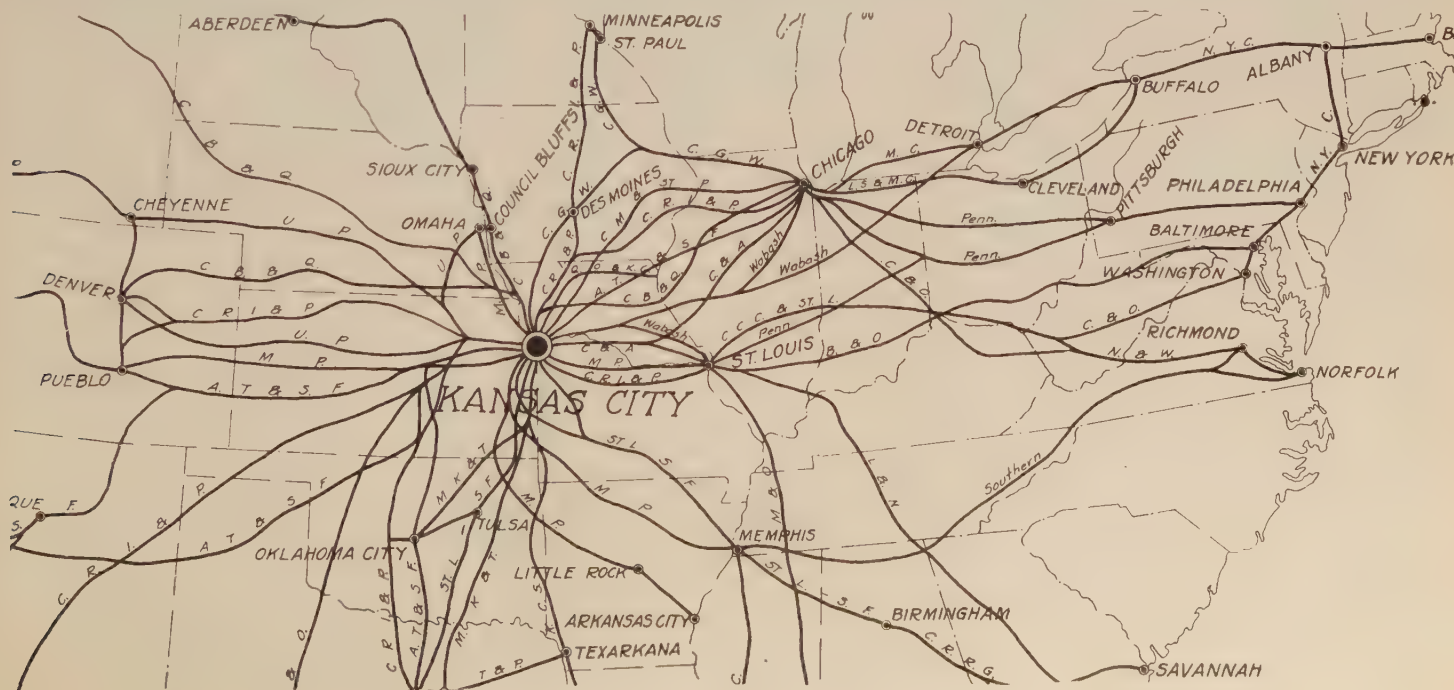 ABERDEEN
MINNEAPOLIS
ST. PAUL
N. Y. C.
ALBANY
B
BUFFALO
C. B. & Q.
C. R. I. & P.
C. G. W.
SIOUX CITY
COUNCIL BLUFFS
C. G. W.
CHICAGO
M. C.
DETROIT
L S & M. C.
CLEVELAND
PITTSBURGH
PHILADELPHIA
N. Y. C.
NEW YORK
CHEYENNE
U P
OMAHA
DES MOINES
C. G. W.
C M & ST P
C. R. I & P.
Penn.
BALTIMORE
WASHINGTON
DENVER
C B & Q
U P
M. P.
C. B. & Q.
C R I & P.
Q O & K C
A. T. & S F
C B & Q
C. & A
Wabash
Wabash
Penn.
C. & O.
C R I & P
U. P
M P.
PUEBLO
A. T & S. F
Wabash
C & A
M P
C R I & P
ST. LOUIS
C C C. & ST L.
Penn
B. & O
C. & O.
RICHMOND
N. & W.
NORFOLK
KANSAS CITY
ST L S F
M & O
L & N
Southern
QUE
S. F.
C. R. I. & P.
A T & S F
M K & T
S F
TULSA
OKLAHOMA CITY
M P
M P.
MEMPHIS
LITTLE ROCK
ST L S F
BIRMINGHAM
C. R. R. G.
ARKANSAS CITY
TEXARKANA
SAVANNAH
& O.
C R I & P
A. T & S F.
ST. L
M. K & T.
K C S
T & P.
C.